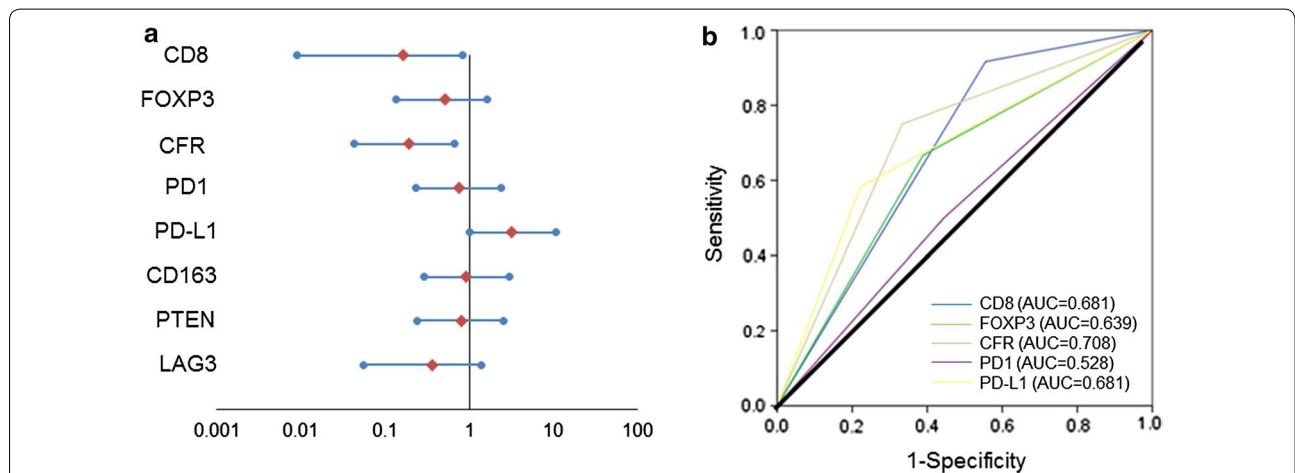 a
CD8
FOXP3
CFR
PD1
PD-L1
CD163
PTEN
LAG3
0.001 0.01 0.1 1 10 100
b
Sensitivity
1.0
0.8
0.6
0.4
0.2
0.0
CD8 (AUC=0.681)
FOXP3 (AUC=0.639)
CFR (AUC=0.708)
PD1 (AUC=0.528)
PD-L1 (AUC=0.681)
0.0 0.2 0.4 0.6 0.8 1.0
1-Specificity